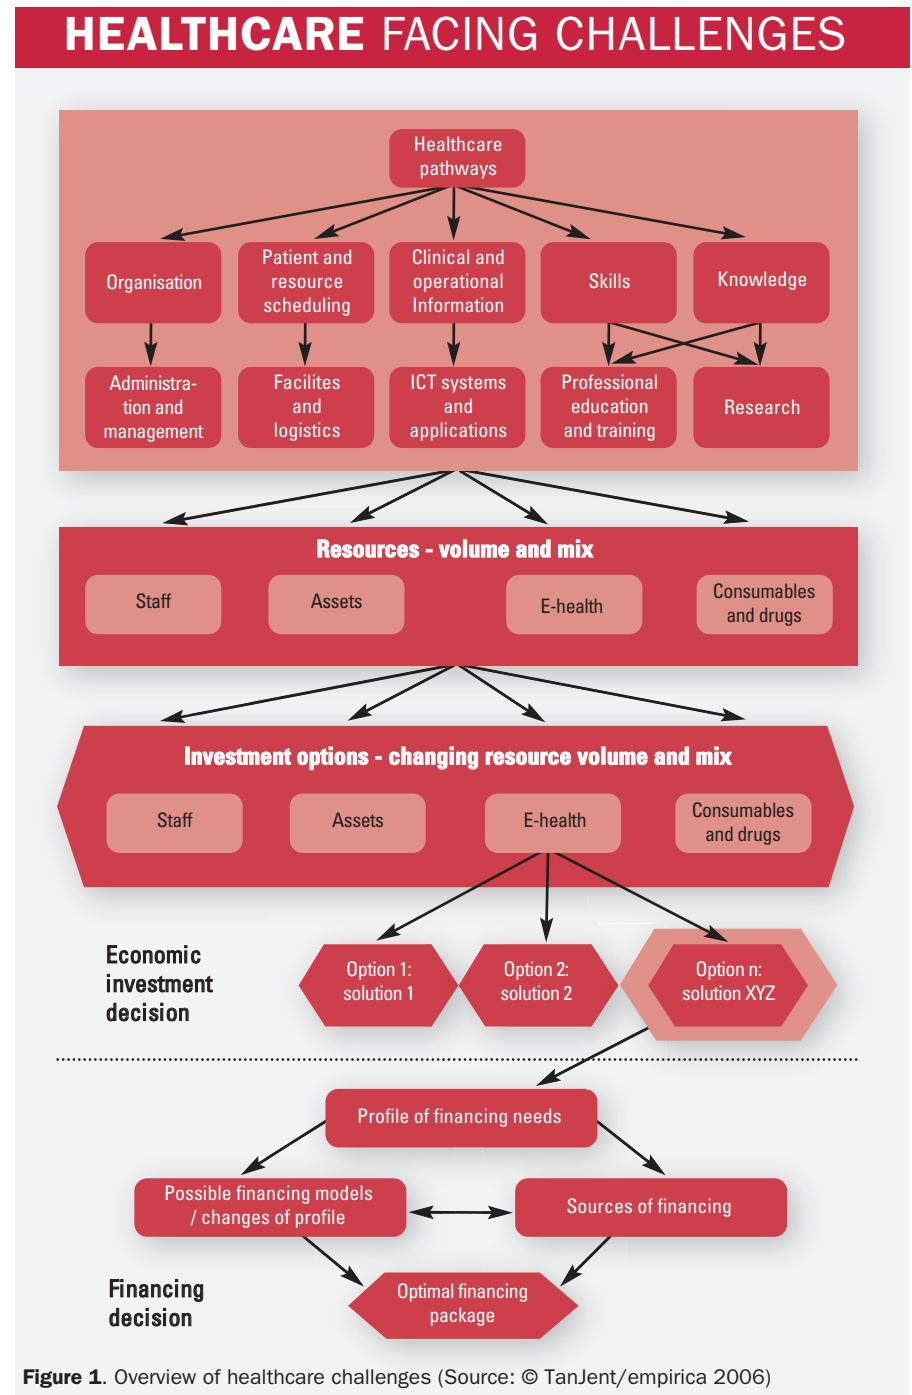 HEALTHCARE FACING CHALLENGES
Healthcare
pathways
Organisation
Patient and
resource
scheduling
Clinical and
operational
Information
Skills
Knowledge
Administra-
tion and
management
Facilites
and
logistics
ICT systems
and
applications
Professional
education
and training
Research
Resources - volume and mix
Staff
Assets
E-health
Consumables
and drugs
Investment options - changing resource volume and mix
Staff
Assets
E-health
Consumables
and drugs
Economic
investment
decision
Option 1:
solution 1
Option 2:
solution 2
Option n:
solution XYZ
Profile of financing needs
Possible financing models
/ changes of profile
Sources of financing
Financing
decision
Optimal financing
package
Figure 1. Overview of healthcare challenges (Source: © TanJent/empirica 2006)